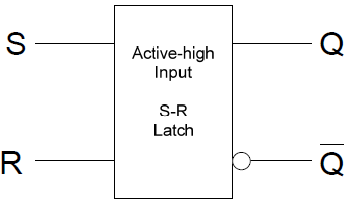 S
Active-high
Input
S-R
Latch
Q
R
Q̅